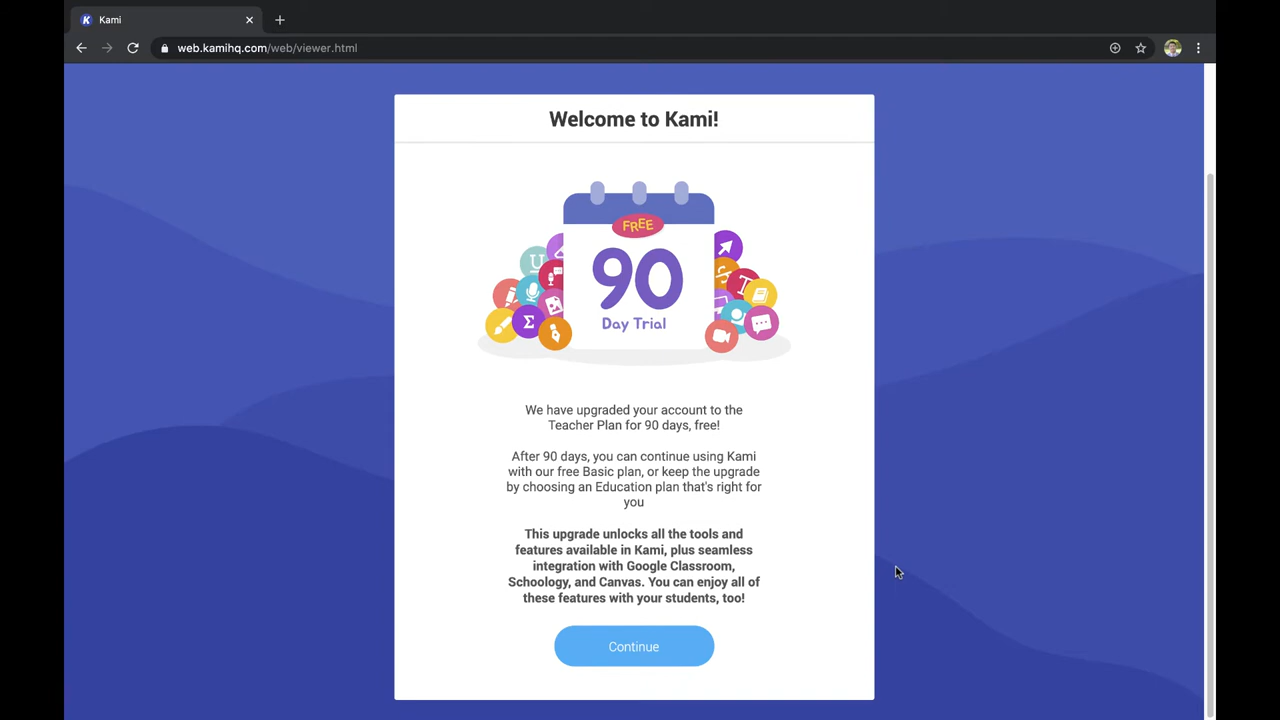 Kami
web.kamihq.com/web/viewer.html
Welcome to Kami!
FREE
90
Day Trial
We have upgraded your account to the
Teacher Plan for 90 days, free!
After 90 days, you can continue using Kami
with our free Basic plan, or keep the upgrade
by choosing an Education plan that's right for
you
This upgrade unlocks all the tools and
features available in Kami, plus seamless
integration with Google Classroom,
Schoology, and Canvas. You can enjoy all of
these features with your students, too!
Continue